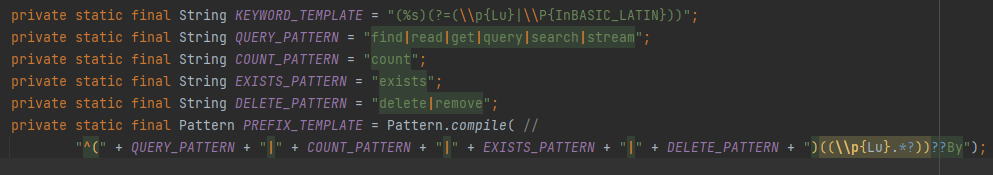 private static final String KEYWORD_TEMPLATE = "(%s)(?=(\\p{Lu}|\\P{InBASIC_LATIN}))";
private static final String QUERY_PATTERN = "find|read|get|query|search|stream";
private static final String COUNT_PATTERN = "count";
private static final String EXISTS_PATTERN = "exists";
private static final String DELETE_PATTERN = "delete|remove";
private static final Pattern PREFIX_TEMPLATE = Pattern.compile( //
"^(" + QUERY_PATTERN + "|" + COUNT_PATTERN + "|" + EXISTS_PATTERN + "|" + DELETE_PATTERN + ")((\\p{Lu}.*?))??By");